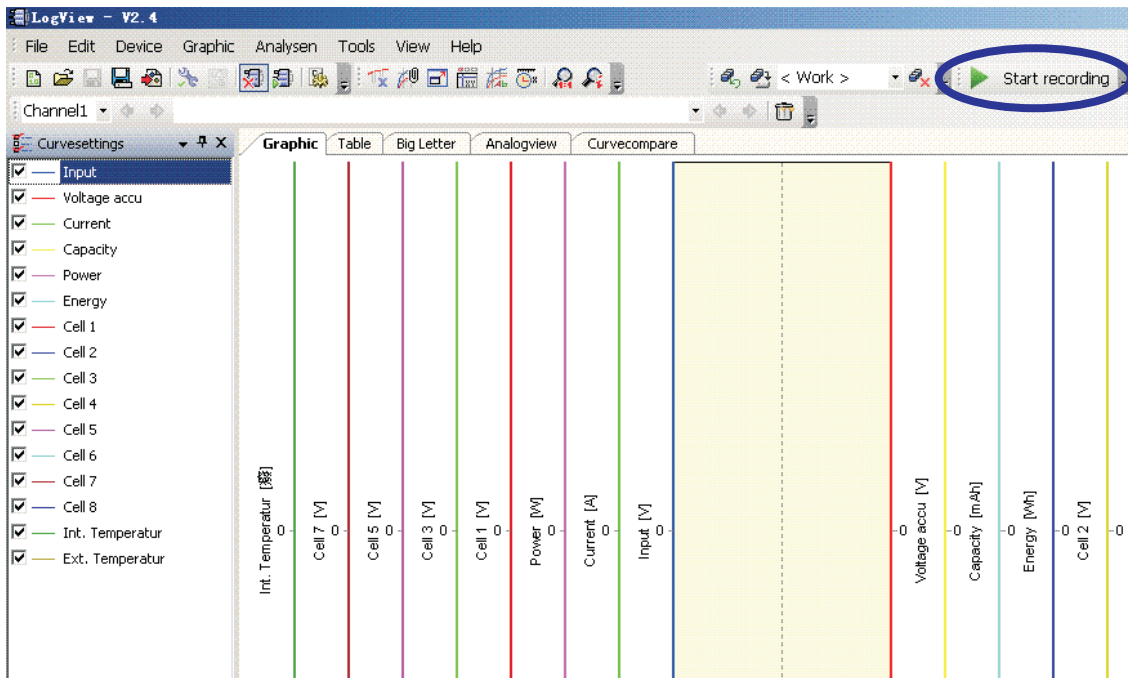 LogView - V2.4
File Edit Device Graphic Analysen Tools View Help
< Work > Start recording
Channel1
Curvesettings Graphic Table Big Letter Analogview Curvecompare
Input
Voltage accu
Current
Capacity
Power
Energy
Cell 1
Cell 2
Cell 3
Cell 4
Cell 5
Cell 6
Cell 7
Cell 8
Int. Temperatur
Ext. Temperatur
Int. Temperatur 0
Cell 7 [V] 0
Cell 5 [V] 0
Cell 3 [V] 0
Cell 1 [V] 0
Power [W] 0
Current [A] 0
Input [V] 0
0 Voltage accu [V]
0 Capacity [mAh]
0 Energy [Wh]
0 Cell 2 [V]
0